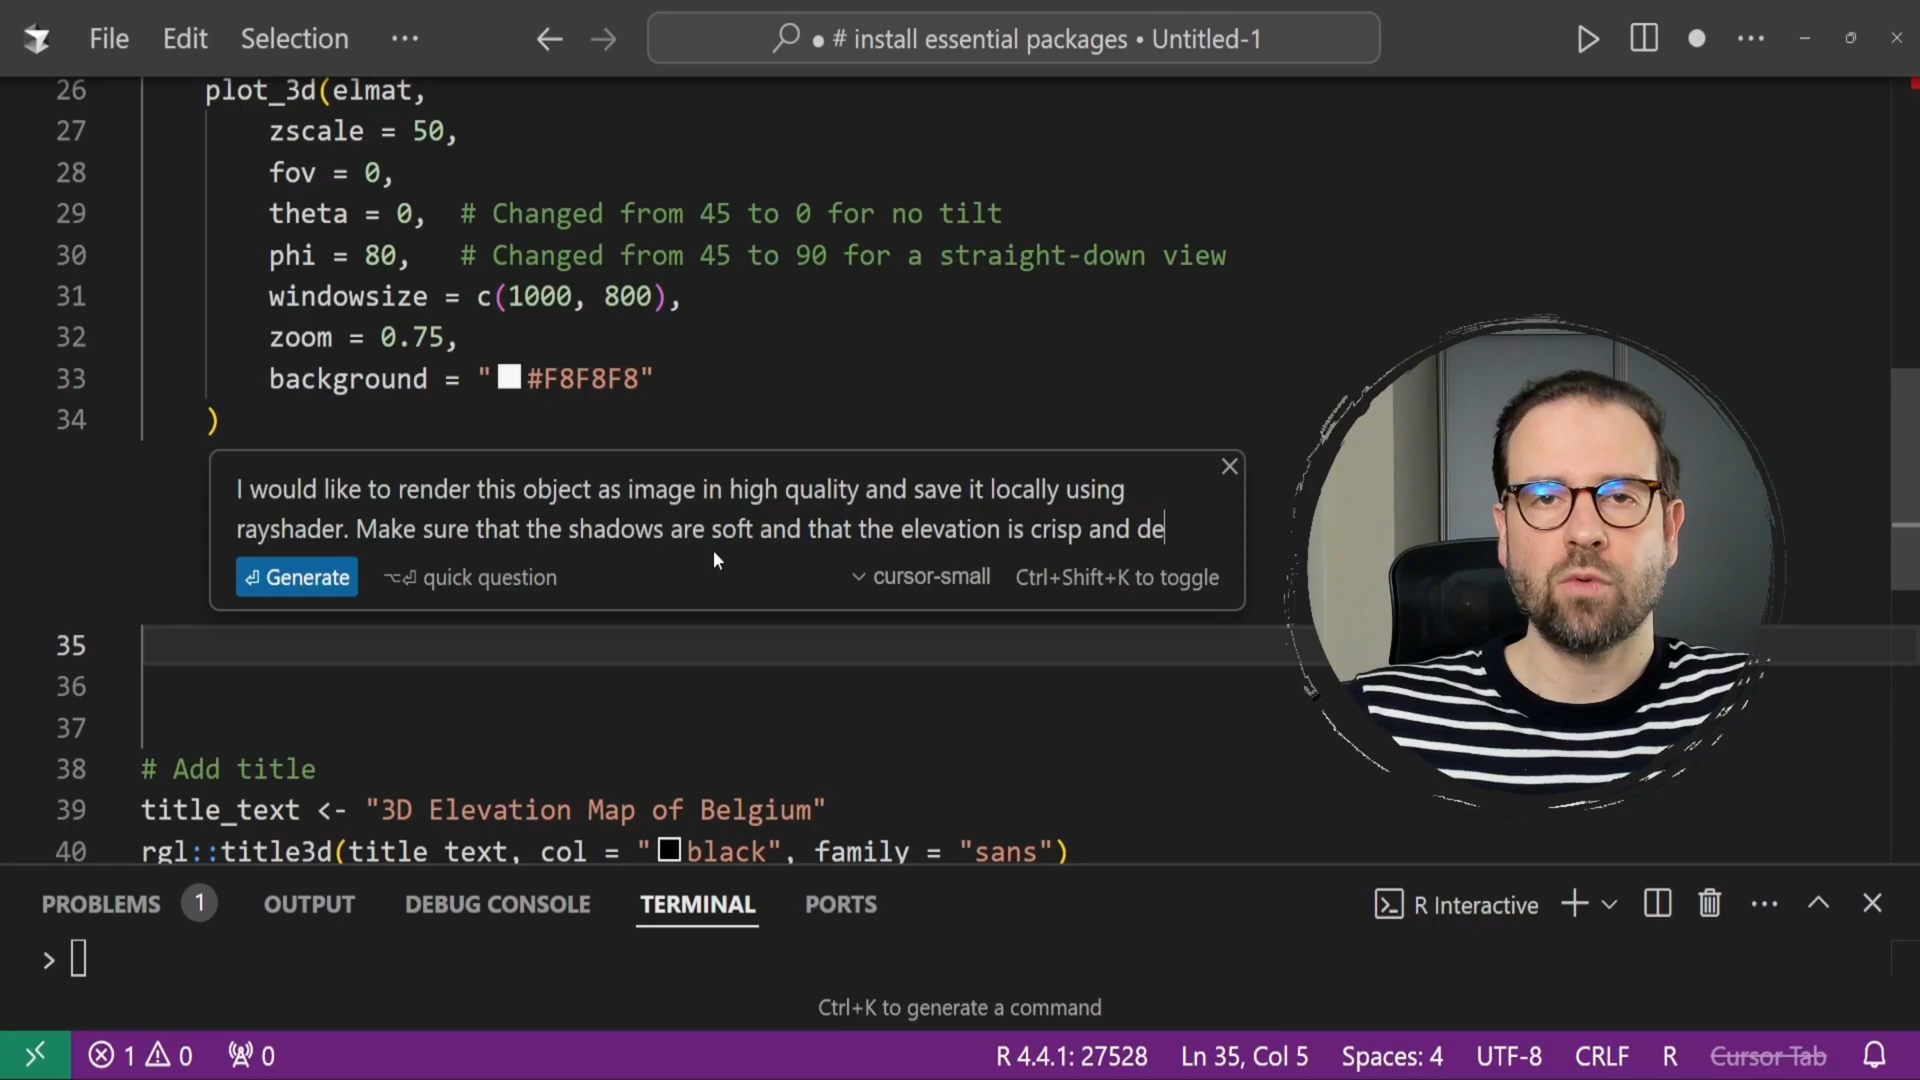 File Edit Selection ···
● # install essential packages • Untitled-1
26 plot_3d(elmat,
27 zscale = 50,
28 fov = 0,
29 theta = 0, # Changed from 45 to 0 for no tilt
30 phi = 80, # Changed from 45 to 90 for a straight-down view
31 windowsize = c(1000, 800),
32 zoom = 0.75,
33 background = "#F8F8F8"
34 )
I would like to render this object as image in high quality and save it locally using
rayshader. Make sure that the shadows are soft and that the elevation is crisp and de
Generate quick question cursor-small Ctrl+Shift+K to toggle
35
36
37
38 # Add title
39 title_text <- "3D Elevation Map of Belgium"
40 rgl::title3d(title_text, col = "black", family = "sans")
PROBLEMS 1 OUTPUT DEBUG CONSOLE TERMINAL PORTS R Interactive
>
Ctrl+K to generate a command
1 0 0 R 4.4.1: 27528 Ln 35, Col 5 Spaces: 4 UTF-8 CRLF R Cursor Tab